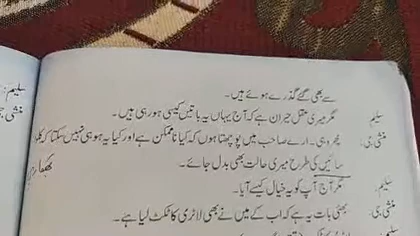 سے بھی گئے گذرے ہوئے ہیں۔
سلیم مگر میری عقل حیران ہے کہ آج یہاں یہ باتیں کیسی ہو رہی ہیں۔
منشی جی۔ پھر وہی۔ ارے صاحب میں پوچھتا ہوں کہ کیا ناممکن ہے اور کیا یہ ہو ہی نہیں سکتا کہ کلو
سائیں کی طرح میری حالت بھی بدل جائے۔
سلیم۔ مگر آج آپ کو یہ خیال کیسے آیا۔
منشی جی۔ بھئی بات یہ ہے کہ اب کے میں نے بھی لاٹری کا ٹکٹ لیا ہے۔
سلیم:
منشی جی